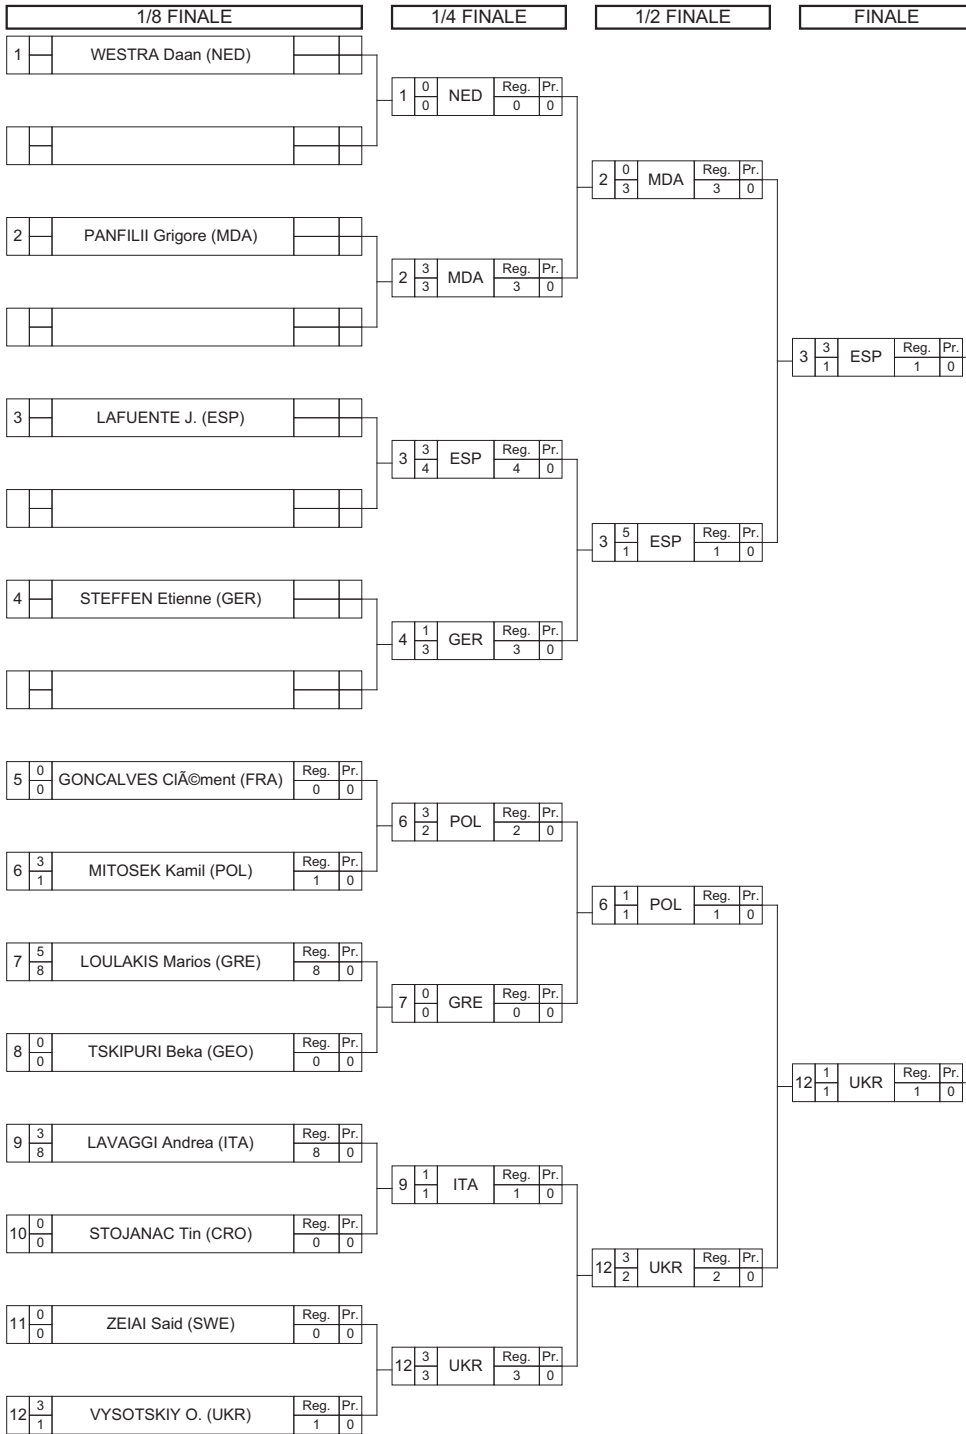 1/8 FINALE 1/4 FINALE 1/2 FINALE FINALE
1 WESTRA Daan (NED)
1 0 0 NED Reg. Pr. 0 0
2 0 3 MDA Reg. Pr. 3 0
2 PANFILII Grigore (MDA)
2 3 3 MDA Reg. Pr. 3 0
3 3 1 ESP Reg. Pr. 1 0
3 LAFUENTE J. (ESP)
3 3 4 ESP Reg. Pr. 4 0
3 5 1 ESP Reg. Pr. 1 0
4 STEFFEN Etienne (GER)
4 1 3 GER Reg. Pr. 3 0
5 0 0 GONCALVES ClÃ©ment (FRA) Reg. Pr. 0 0
6 3 2 POL Reg. Pr. 2 0
6 3 1 MITOSEK Kamil (POL) Reg. Pr. 1 0
6 1 1 POL Reg. Pr. 1 0
7 5 8 LOULAKIS Marios (GRE) Reg. Pr. 8 0
7 0 0 GRE Reg. Pr. 0 0
8 0 0 TSKIPURI Beka (GEO) Reg. Pr. 0 0
12 1 1 UKR Reg. Pr. 1 0
9 3 8 LAVAGGI Andrea (ITA) Reg. Pr. 8 0
9 1 1 ITA Reg. Pr. 1 0
10 0 0 STOJANAC Tin (CRO) Reg. Pr. 0 0
12 3 2 UKR Reg. Pr. 2 0
11 0 0 ZEIAI Said (SWE) Reg. Pr. 0 0
12 3 3 UKR Reg. Pr. 3 0
12 3 1 VYSOTSKIY O. (UKR) Reg. Pr. 1 0